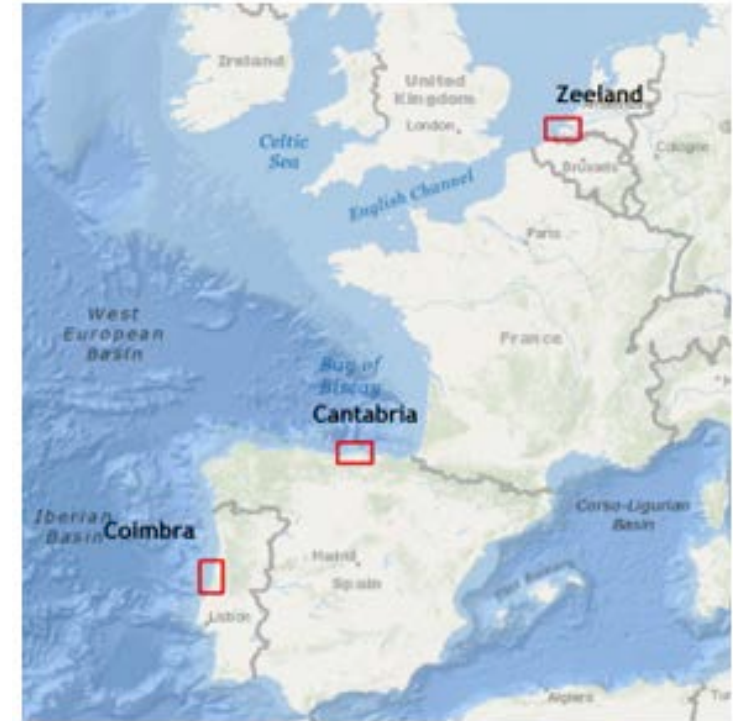 Ireland
United
Kingdom
London
Zeeland
Celtic
Sea
English Channel
Brussels
Cologne
Paris
West
European
Basin
France
Bay of
Biscay
Cantabria
Iberian
Basin
Coimbra
Corso-Ligurian
Basin
Madrid
Spain
Lisbon
Algiers
Tun